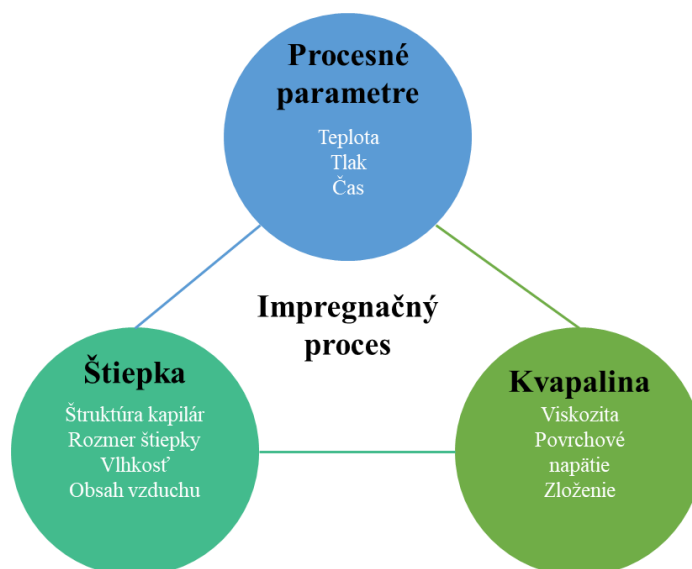 Procesné
parametre
Teplota
Tlak
Čas
Impregnačný
proces
Štiepka
Štruktúra kapilár
Rozmer štiepky
Vlhkosť
Obsah vzduchu
Kvapalina
Viskozita
Povrchové
napätie
Zloženie